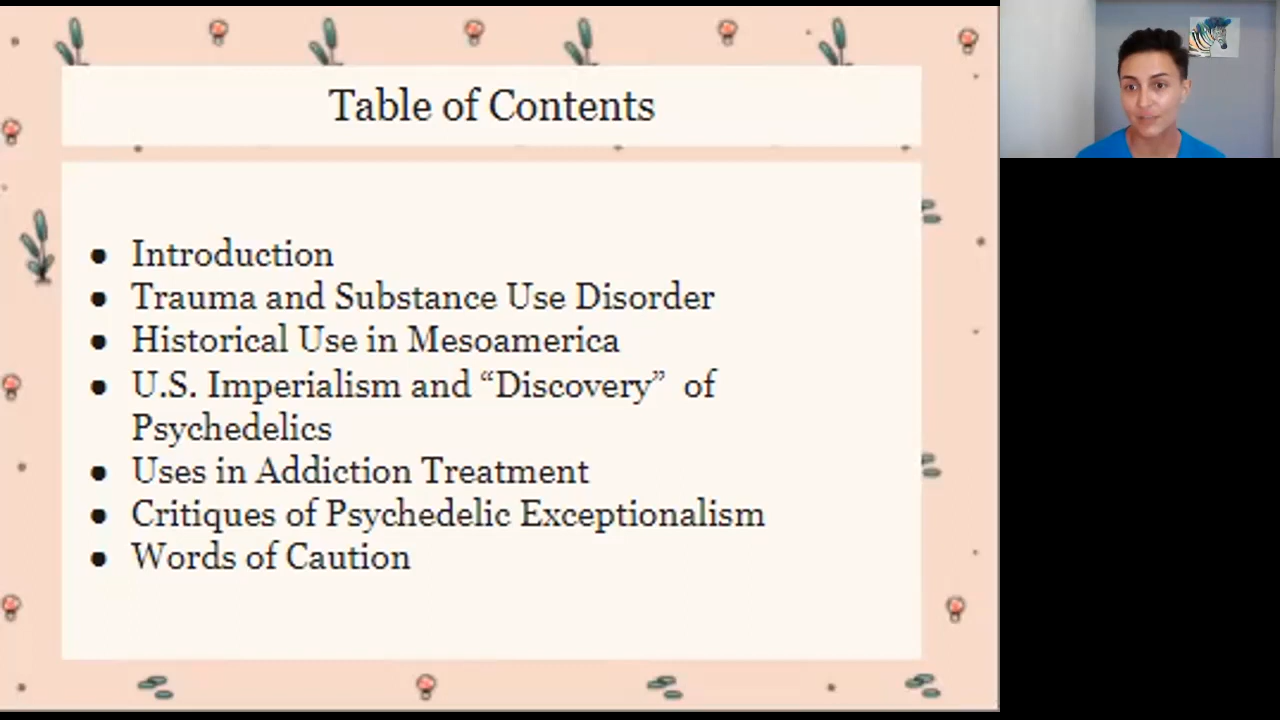 Table of Contents
● Introduction
● Trauma and Substance Use Disorder
● Historical Use in Mesoamerica
● U.S. Imperialism and “Discovery” of
Psychedelics
● Uses in Addiction Treatment
● Critiques of Psychedelic Exceptionalism
● Words of Caution